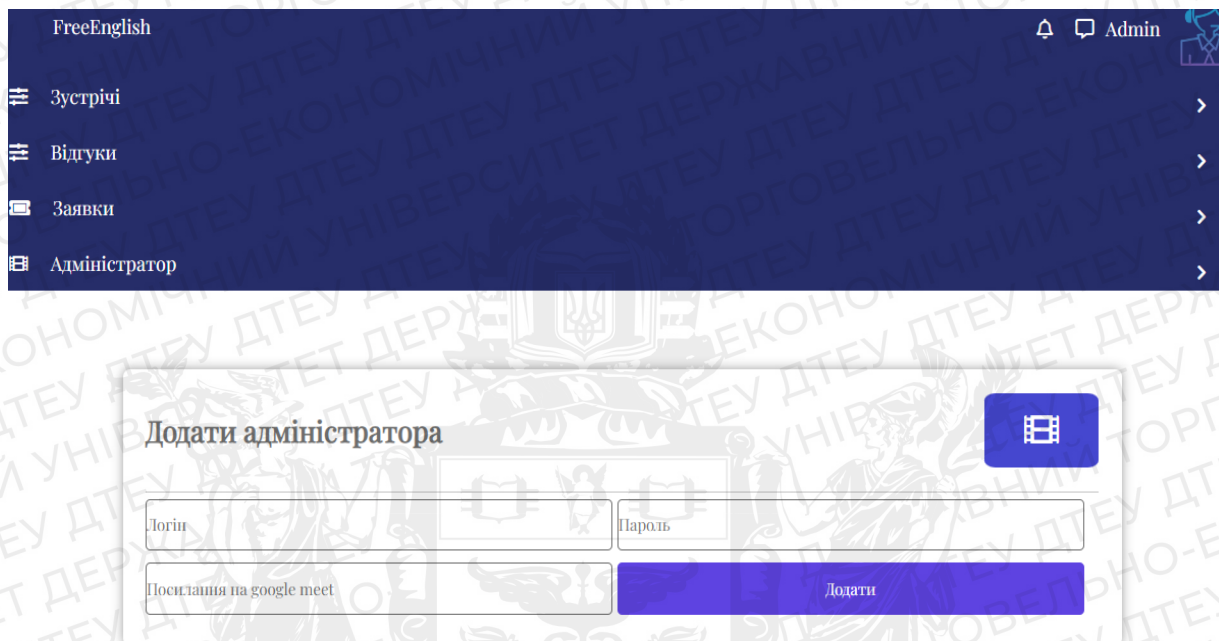 FreeEnglish
Admin
Зустрічі
Відгуки
Заявки
Адміністратор
Додати адміністратора
Логін
Пароль
Посилання на google meet
Додати